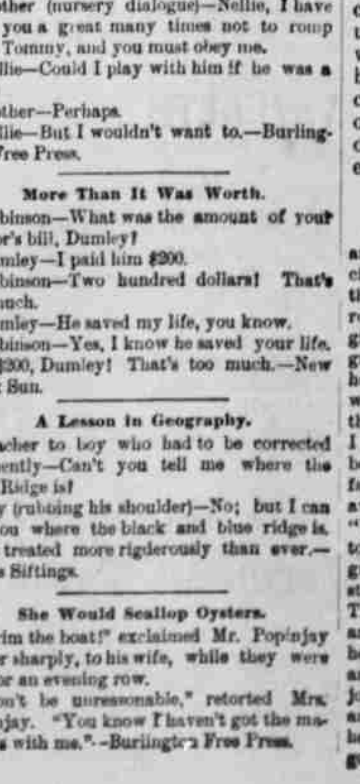 other (nursery dialogue)—Nellie, I have
you a great many times not to romp
Tommy, and you must obey me.
llie—Could I play with him if he was a
other—Perhaps.
llie—But I wouldn't want to.—Burling-
Free Press.
More Than It Was Worth.
binson—What was the amount of your
or's bill, Dumley?
mley—I paid him $200.
binson—Two hundred dollars! That's
uch.
mley—He saved my life, you know.
binson—Yes, I know he saved your life.
$200, Dumley! That's too much.—New
Sun.
A Lesson in Geography.
acher to boy who had to be corrected
ently—Can't you tell me where the
Ridge is?
y (rubbing his shoulder)—No; but I can
ou where the black and blue ridge is.
treated more rigderously than ever.—
s Siftings.
She Would Scallop Oysters.
rim the boat!" exclaimed Mr. Popinjay
r sharply, to his wife, while they were
or an evening row.
on't be unreasonable," retorted Mrs.
njay. "You know I haven't got the ma-
s with me."--Burlington Free Press.